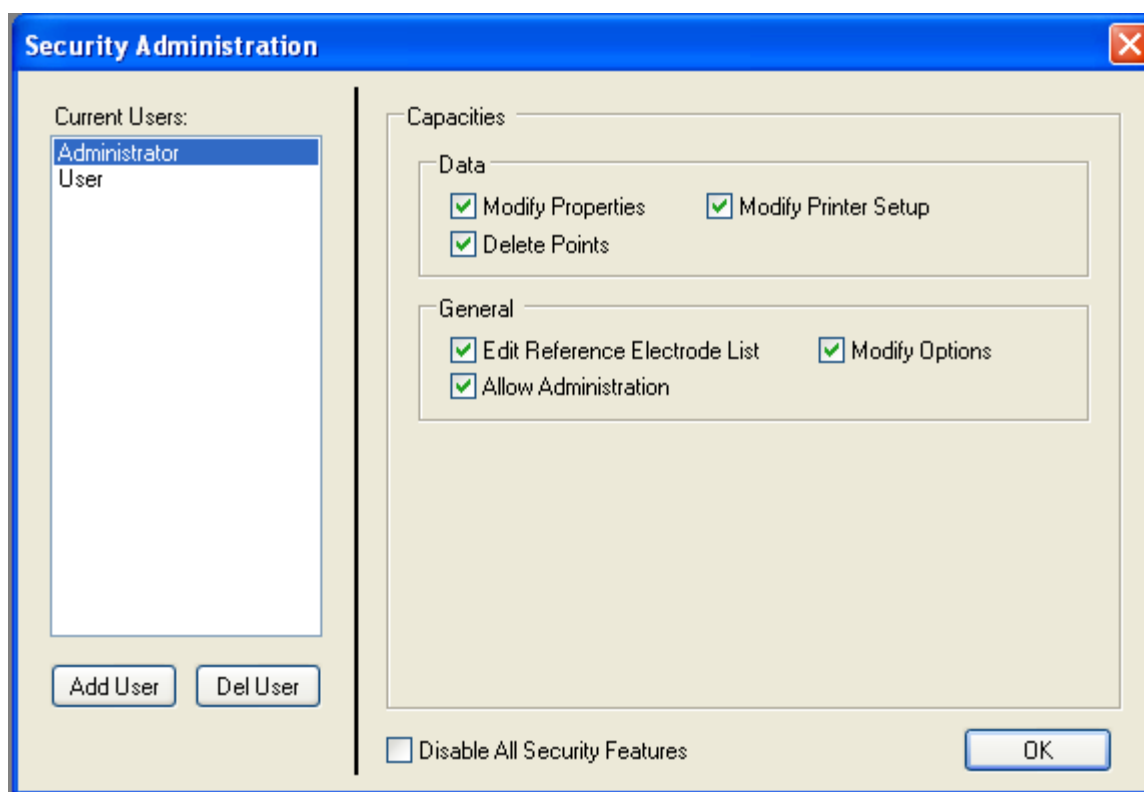 Security Administration
Current Users:
Administrator
User
Add User
Del User
Capacities
Data
Modify Properties
Modify Printer Setup
Delete Points
General
Edit Reference Electrode List
Modify Options
Allow Administration
Disable All Security Features
OK